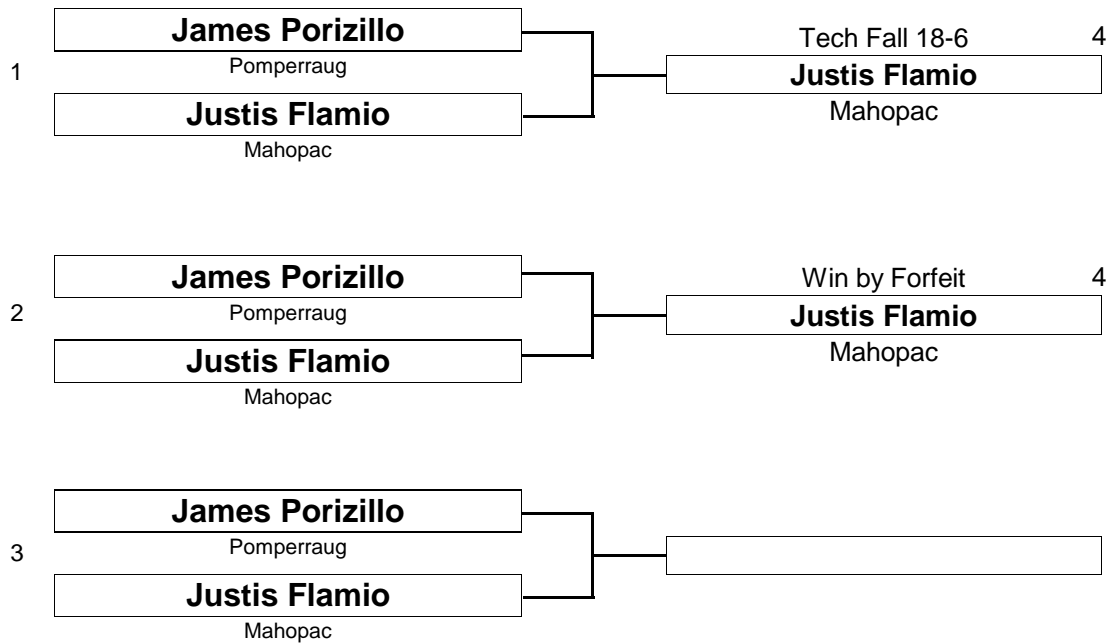 James Porizillo
Pomperraug
1
Justis Flamio
Mahopac
Tech Fall 18-6 4
Justis Flamio
Mahopac
James Porizillo
Pomperraug
2
Justis Flamio
Mahopac
Win by Forfeit 4
Justis Flamio
Mahopac
James Porizillo
Pomperraug
3
Justis Flamio
Mahopac